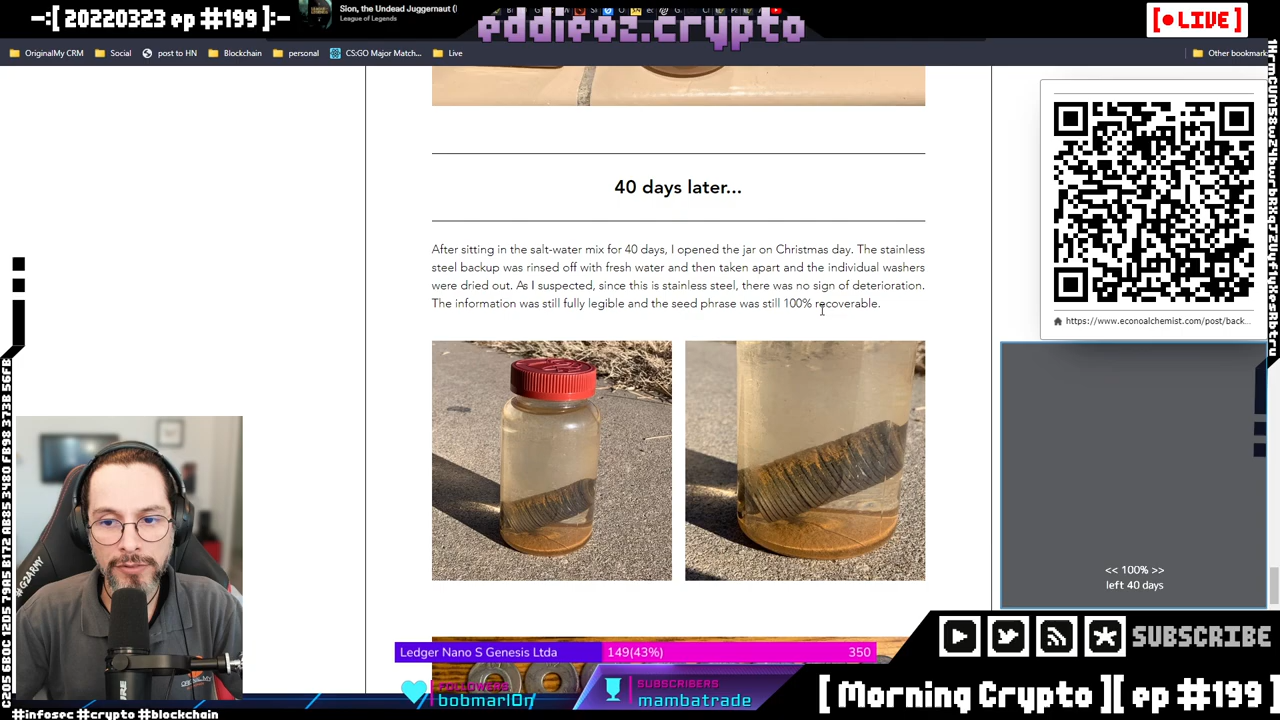 -:[ 20220323 ep #199 ]:-
Sion, the Undead Juggernaut (
League of Legends
eddieoz.crypto
[•LIVE]
OriginalMy CRM
Social
post to HN
Blockchain
personal
CS:GO Major Match...
Live
Other bookmark
40 days later...
After sitting in the salt-water mix for 40 days, I opened the jar on Christmas day. The stainless
steel backup was rinsed off with fresh water and then taken apart and the individual washers
were dried out. As I suspected, since this is stainless steel, there was no sign of deterioration.
The information was still fully legible and the seed phrase was still 100% recoverable.
https://www.econoalchemist.com/post/back...
<< 100% >>
left 40 days
#G2ARMY
Ledger Nano S Genesis Ltda
149(43%)
350
FOLLOWERS
bobmarl0n
SUBSCRIBERS
mambatrade
SUBSCRIBE
[ Morning Crypto ][ ep #199 ]
#infosec #crypto #blockchain